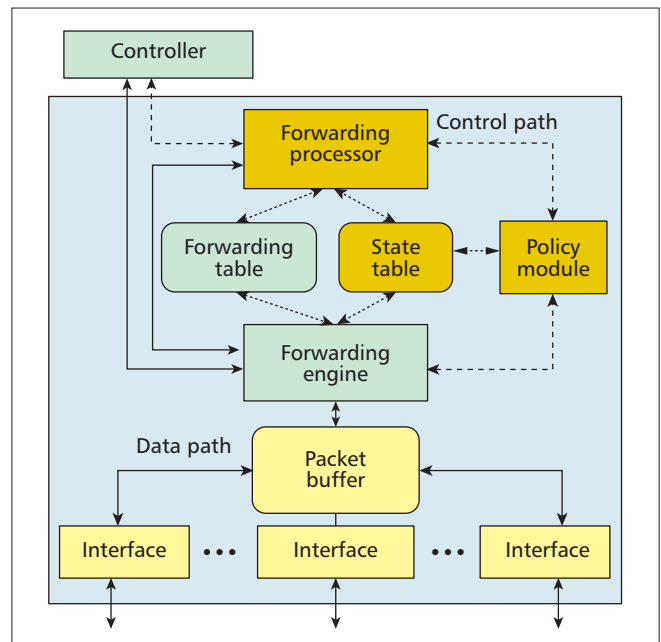 Controller
Forwarding
processor
Control path
Forwarding
table
State
table
Policy
module
Forwarding
engine
Data path
Packet
buffer
Interface
•••
Interface
•••
Interface